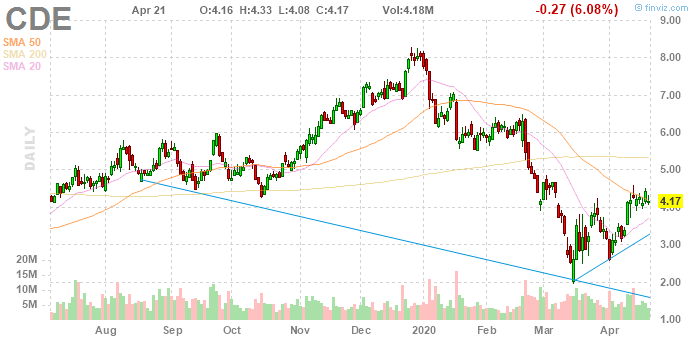 CDE Apr 21 O:4.16 H:4.33 L:4.08 C:4.17 Vol:4.18M -0.27 (6.08%) © finviz.com
SMA 50
SMA 200
SMA 20
DAILY
9.00
8.00
7.00
6.00
5.00
4.17
4.00
3.00
2.00
1.00
20M
15M
10M
5M
Aug Sep Oct Nov Dec 2020 Feb Mar Apr